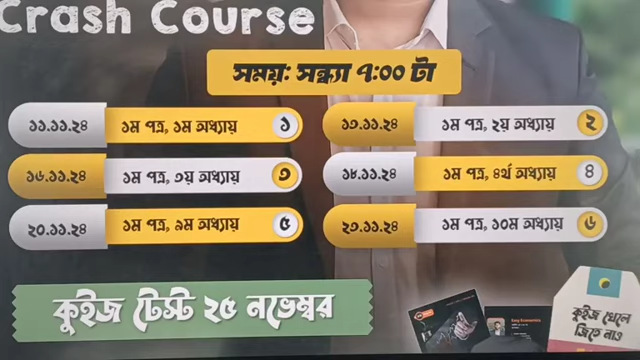 Crash Course
সময়: সন্ধ্যা ৭:০০ টা
১১.১১.২৪ ১ম পত্র, ১ম অধ্যায় ১
১৩.১১.২৪ ১ম পত্র, ২য় অধ্যায় ২
১৬.১১.২৪ ১ম পত্র, ৩য় অধ্যায় ৩
১৮.১১.২৪ ১ম পত্র, ৪র্থ অধ্যায় ৪
২০.১১.২৪ ১ম পত্র, ৯ম অধ্যায় ৫
২৩.১১.২৪ ১ম পত্র, ১০ম অধ্যায় ৬
কুইজ টেস্ট ২৫ নভেম্বর
কুইজ খেলে
জিতে নাও